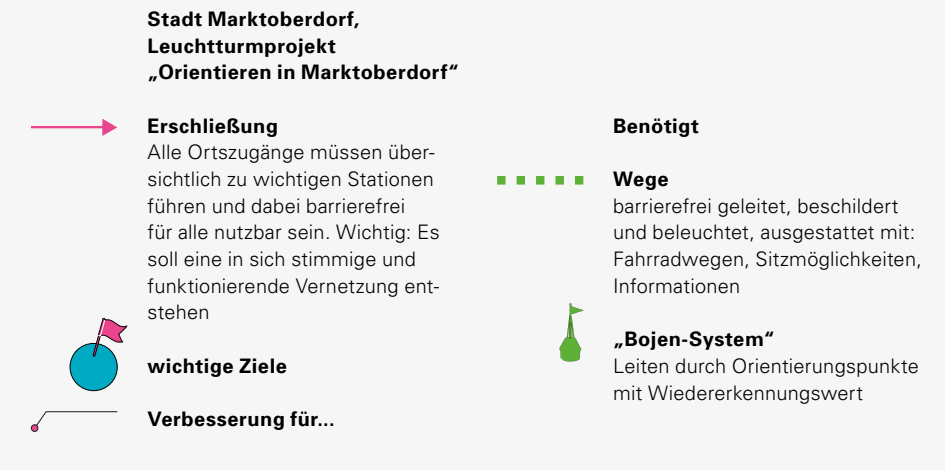 Stadt Marktoberdorf,
Leuchtturmprojekt
„Orientieren in Marktoberdorf“
Erschließung
Alle Ortszugänge müssen über-
sichtlich zu wichtigen Stationen
führen und dabei barrierefrei
für alle nutzbar sein. Wichtig: Es
soll eine in sich stimmige und
funktionierende Vernetzung ent-
stehen
wichtige Ziele
Verbesserung für...
Benötigt
Wege
barrierefrei geleitet, beschildert
und beleuchtet, ausgestattet mit:
Fahrradwegen, Sitzmöglichkeiten,
Informationen
„Bojen-System“
Leiten durch Orientierungspunkte
mit Wiedererkennungswert